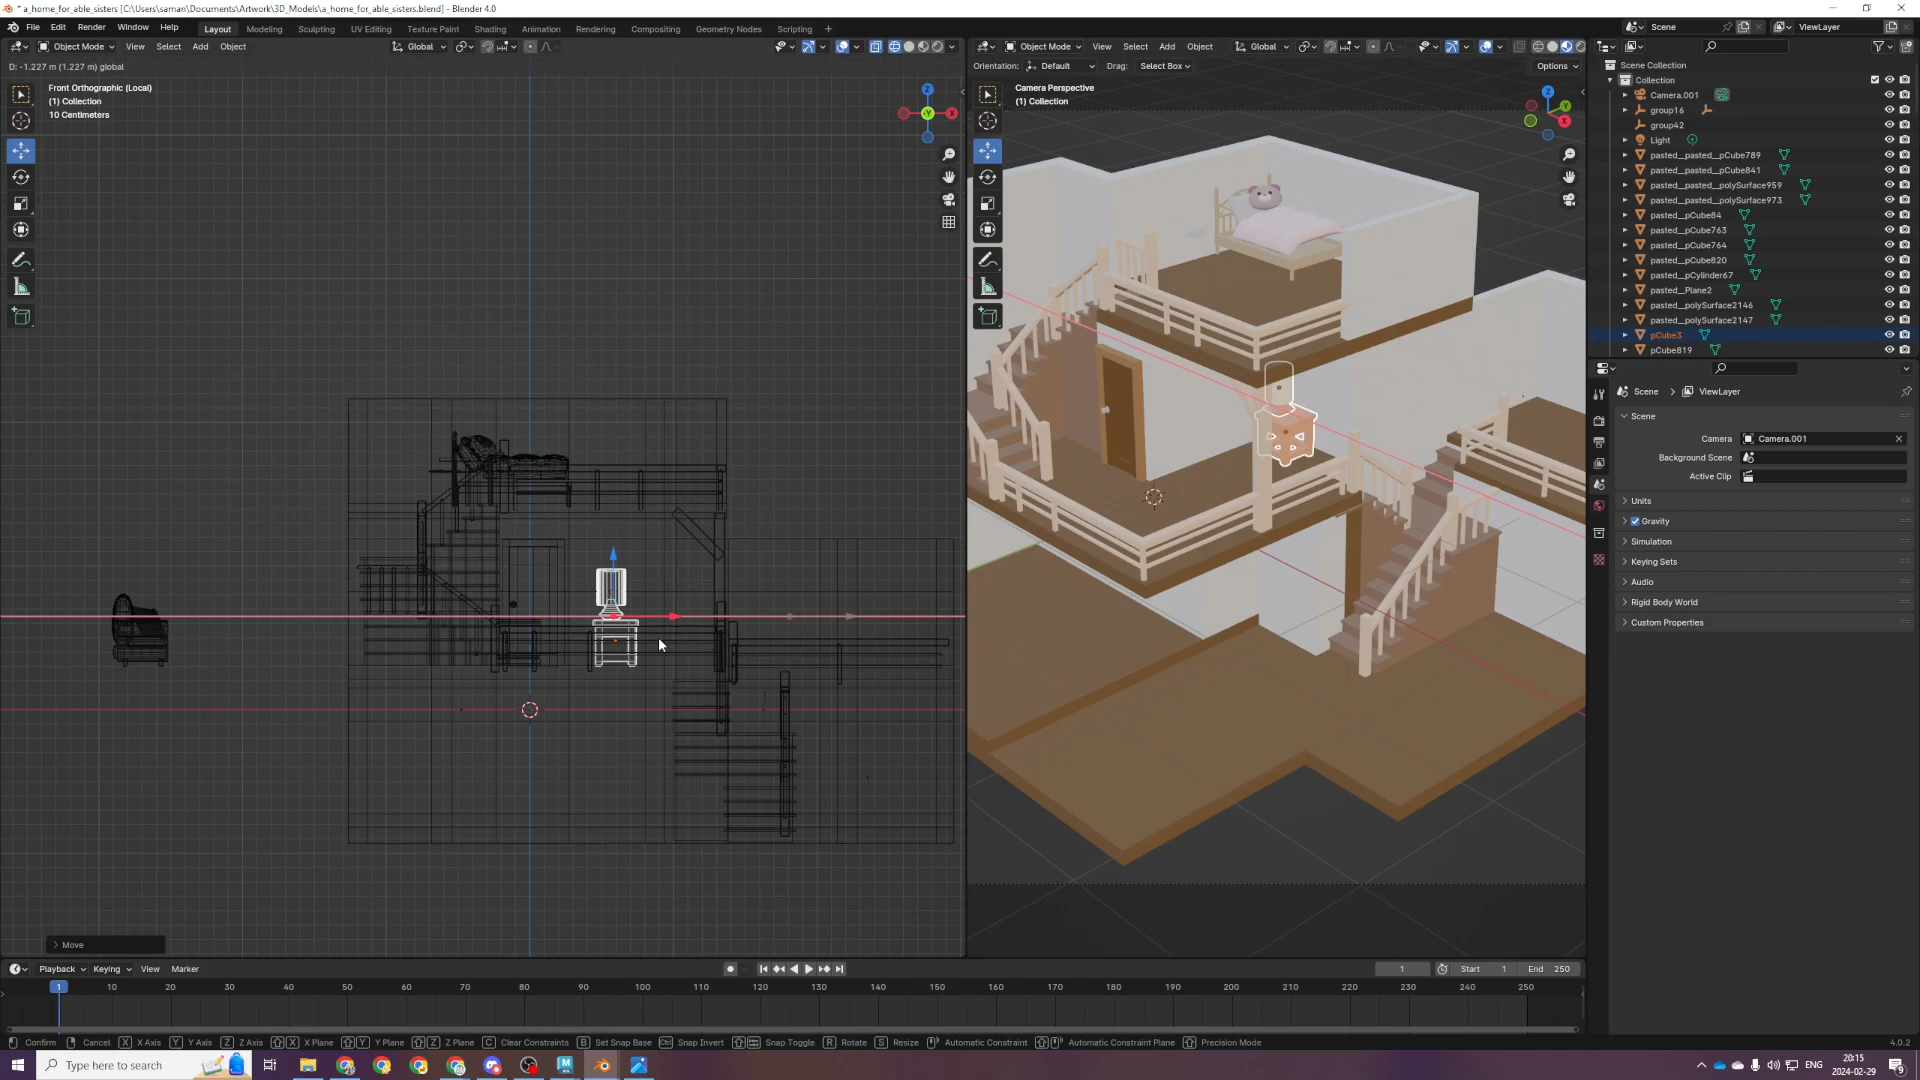 * a_home_for_able_sisters [C:\Users\saman\Documents\Artwork\3D_Models\a_home_for_able_sisters.blend] - Blender 4.0
File Edit Render Window Help Layout Modeling Sculpting UV Editing Texture Paint Shading Animation Rendering Compositing Geometry Nodes Scripting + Scene ViewLayer
Object Mode View Select Add Object Global
Object Mode View Select Add Object Global
D: -1.227 m (1.227 m) global
Orientation: Default Drag: Select Box Options
Front Orthographic (Local)
(1) Collection
10 Centimeters
Z
X
-Y
Camera Perspective
(1) Collection
Z
Y
X
Scene Collection
Collection
Camera.001
group16
group42
Light
pasted__pasted__pCube789
pasted__pasted__pCube841
pasted__pasted__polySurface959
pasted__pasted__polySurface973
pasted__pCube84
pasted__pCube763
pasted__pCube764
pasted__pCube820
pasted__pCylinder67
pasted__Plane2
pasted__polySurface2146
pasted__polySurface2147
pCube3
pCube819
Scene > ViewLayer
Scene
Camera Camera.001
Background Scene
Active Clip
Units
Gravity
Simulation
Keying Sets
Audio
Rigid Body World
Custom Properties
> Move
Playback Keying View Marker 1 Start 1 End 250
1 10 20 30 40 50 60 70 80 90 100 110 120 130 140 150 160 170 180 190 200 210 220 230 240 250
Confirm Cancel X X Axis Y Y Axis Z Z Axis X X Plane Y Y Plane Z Z Plane C Clear Constraints B Set Snap Base Ctrl Snap Invert Snap Toggle R Rotate S Resize Automatic Constraint Automatic Constraint Plane Precision Mode 4.0.2
Type here to search
ENG
20:15
2024-02-29